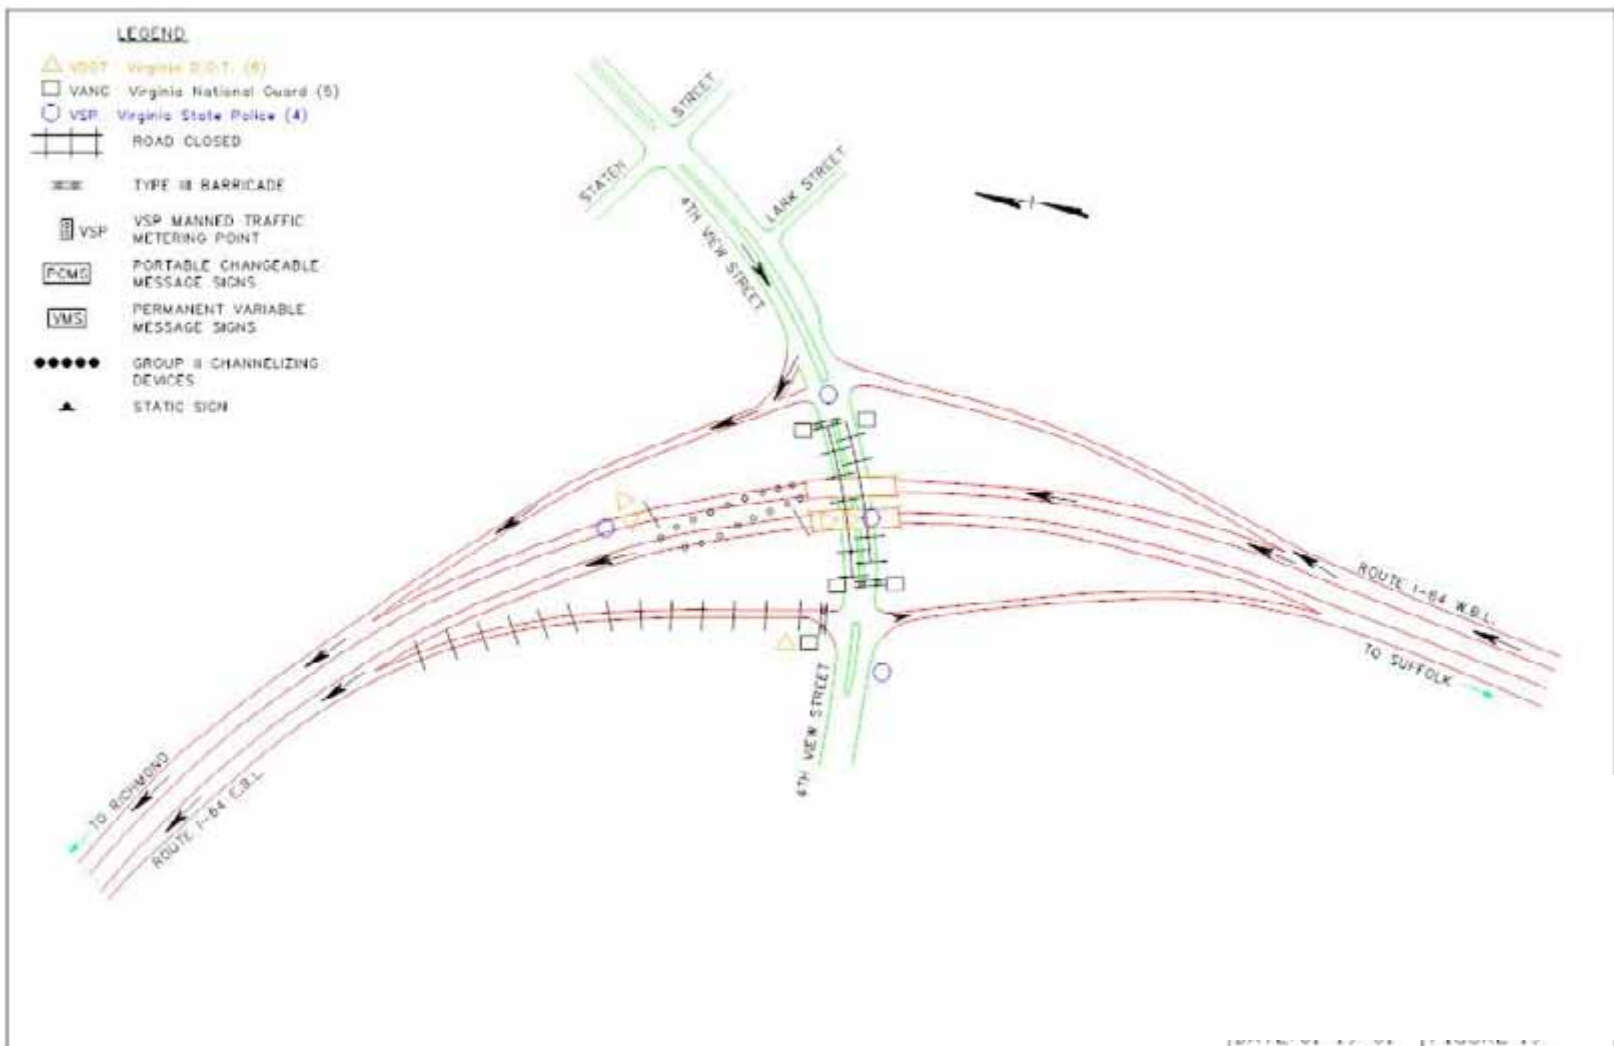 LEGEND
VDOT Virginia D.O.T. (6)
VANG Virginia National Guard (5)
VSP Virginia State Police (4)
ROAD CLOSED
TYPE III BARRICADE
VSP
VSP MANNED TRAFFIC
METERING POINT
PCMS
PORTABLE CHANGEABLE
MESSAGE SIGNS
VMS
PERMANENT VARIABLE
MESSAGE SIGNS
GROUP II CHANNELIZING
DEVICES
STATIC SIGN
STATEN STREET
LARK STREET
4TH VIEW STREET
ROUTE I-64 W.B.L.
TO SUFFOLK
4TH VIEW STREET
TO RICHMOND
ROUTE I-64 E.B.L.